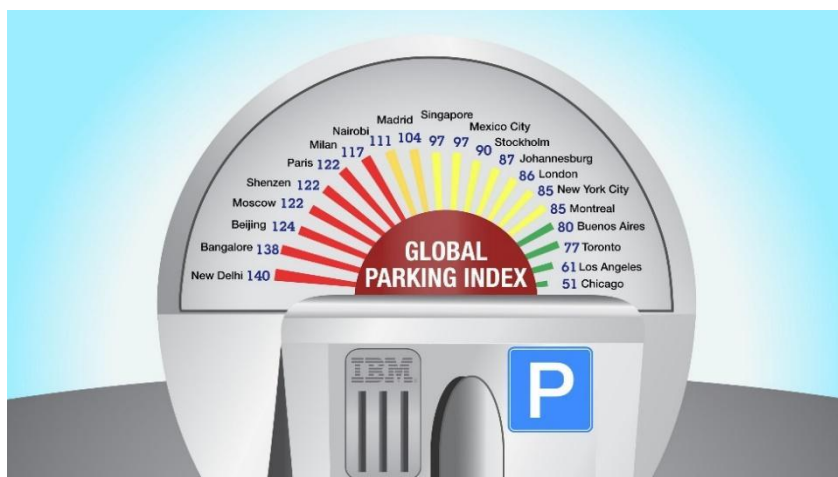 New Delhi 140
Bangalore 138
Beijing 124
Moscow 122
Shenzen 122
Paris 122
Milan 117
Nairobi 111
Madrid 104
Singapore 97
Mexico City 97
Stockholm 90
Johannesburg 87
London 86
New York City 85
Montreal 85
Buenos Aires 80
Toronto 77
Los Angeles 61
Chicago 51
GLOBAL
PARKING INDEX
IBM
P